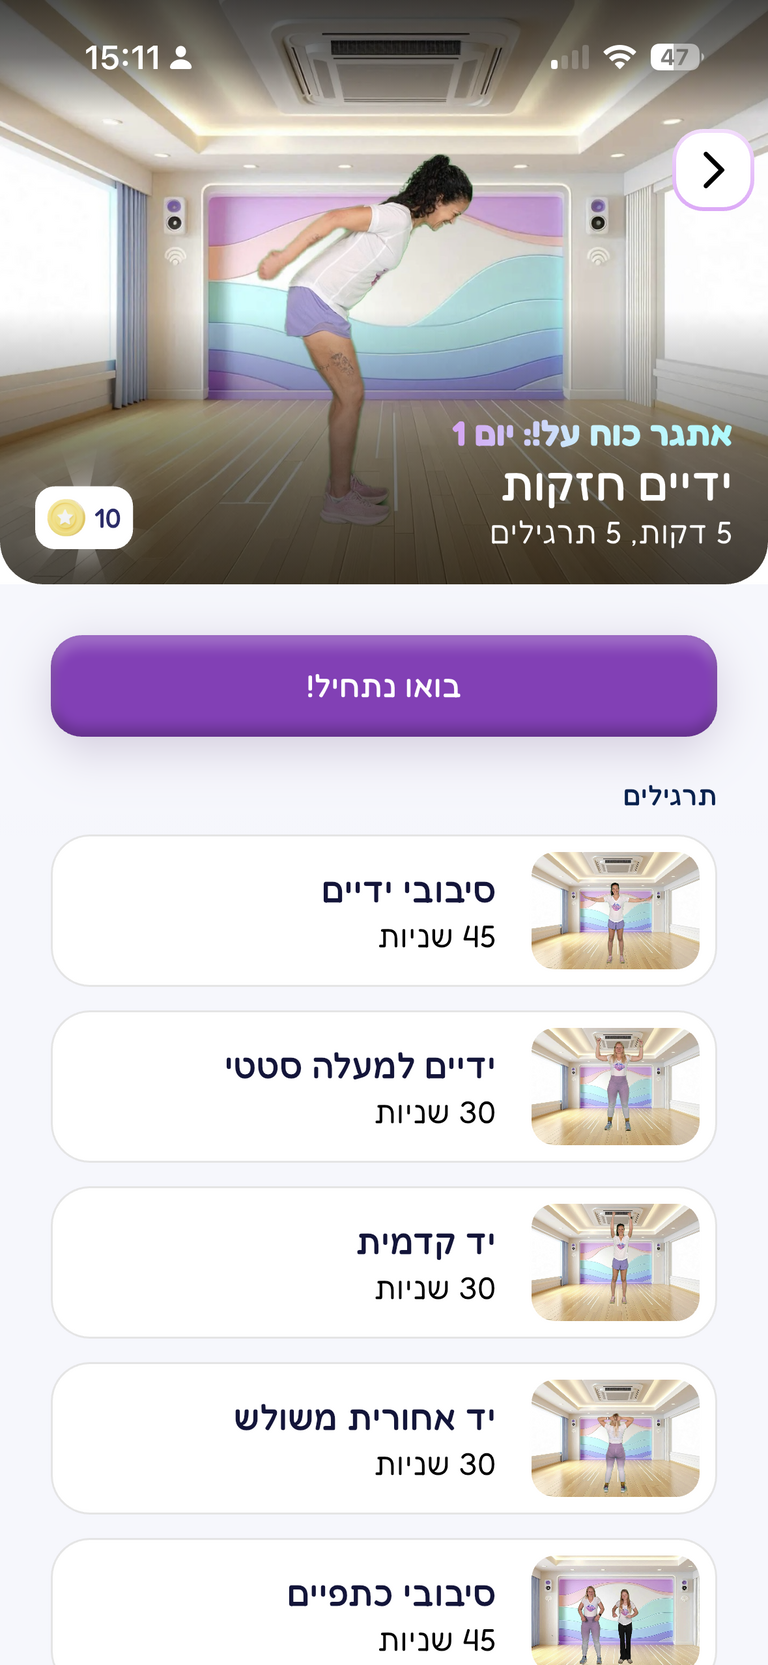 15:11
47
אתגר כוח על!: יום 1
ידיים חזקות
5 דקות, 5 תרגילים
10
בואו נתחיל!
תרגילים
סיבובי ידיים
45 שניות
ידיים למעלה סטטי
30 שניות
יד קדמית
30 שניות
יד אחורית משולש
30 שניות
סיבובי כתפיים
45 שניות